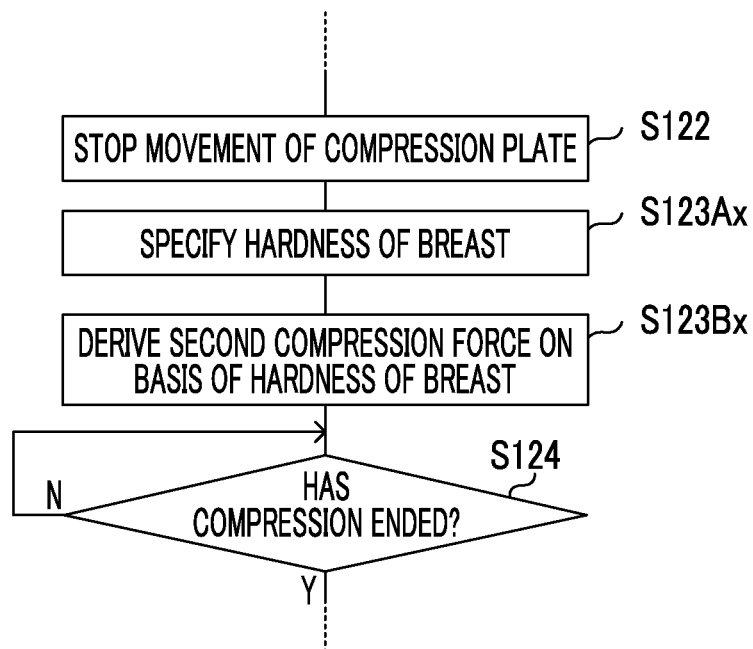 STOP MOVEMENT OF COMPRESSION PLATE
S122
SPECIFY HARDNESS OF BREAST
S123Ax
DERIVE SECOND COMPRESSION FORCE ON
BASIS OF HARDNESS OF BREAST
S123Bx
HAS
COMPRESSION ENDED?
S124
N
Y